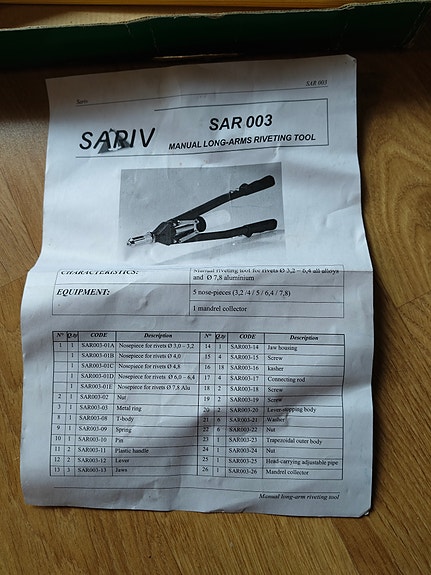 Sariv
SAR 003
SARIV
SAR 003
MANUAL LONG-ARMS RIVETING TOOL
CHARACTERISTICS:
Manual riveting tool for rivets Ø 3,2 – 6,4 all alloys
and Ø 7,8 aluminium
EQUIPMENT:
5 nose-pieces (3,2 /4 / 5 / 6,4 / 7,8)
1 mandrel collector
N° Q.ty CODE Description
1 1 SAR003-01A Nosepiece for rivets Ø 3,0 – 3,2
1 SAR003-01B Nosepiece for rivets Ø 4,0
1 SAR003-01C Nosepiece for rivets Ø 4,8
1 SAR003-01D Nosepiece for rivets Ø 6,0 – 6,4
1 SAR003-01E Nosepiece for rivets Ø 7,8 Alu
2 1 SAR003-02 Nut
3 1 SAR003-03 Metal ring
8 1 SAR003-08 T-body
9 1 SAR003-09 Spring
10 1 SAR003-10 Pin
11 2 SAR003-11 Plastic handle
12 2 SAR003-12 Lever
13 3 SAR003-13 Jaws
N° Q.ty CODE Description
14 1 SAR003-14 Jaw housing
15 4 SAR003-15 Screw
16 18 SAR003-16 kasher
17 4 SAR003-17 Connecting rod
18 2 SAR003-18 Screw
19 2 SAR003-19 Screw
20 2 SAR003-20 Lever-stopping body
21 6 SAR003-21 Washer
22 6 SAR003-22 Nut
23 1 SAR003-23 Trapezoidal outer body
24 1 SAR003-24 Nut
25 1 SAR003-25 Head-carrying adjustable pipe
26 1 SAR003-26 Mandrel collector
Manual long-arm riveting tool